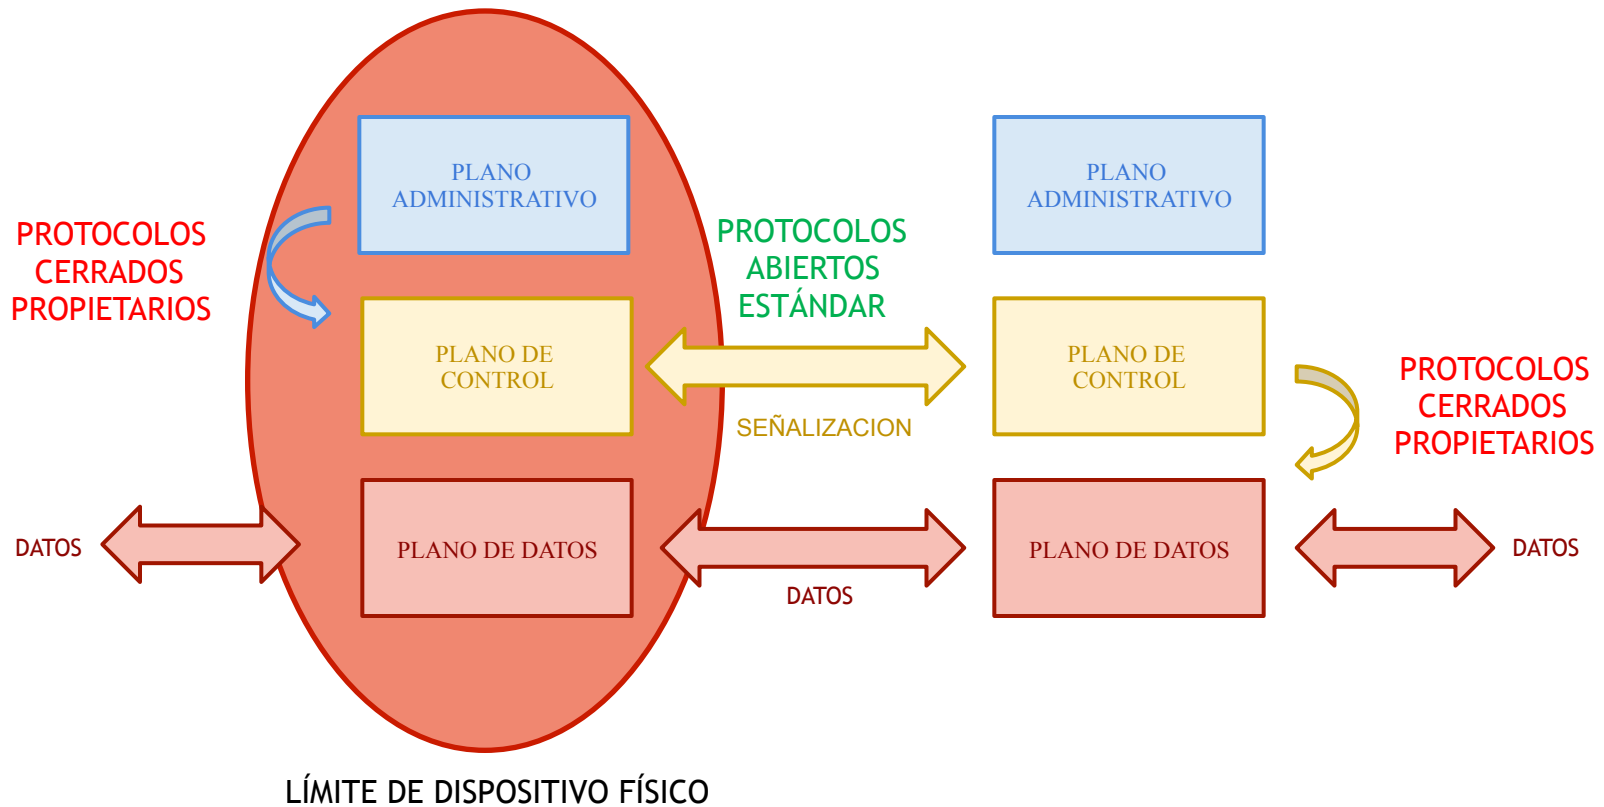 PLANO
ADMINISTRATIVO
PLANO
ADMINISTRATIVO
PROTOCOLOS
CERRADOS
PROPIETARIOS
PROTOCOLOS
ABIERTOS
ESTÁNDAR
PLANO DE
CONTROL
PLANO DE
CONTROL
SEÑALIZACION
PROTOCOLOS
CERRADOS
PROPIETARIOS
DATOS
PLANO DE DATOS
DATOS
PLANO DE DATOS
DATOS
LÍMITE DE DISPOSITIVO FÍSICO